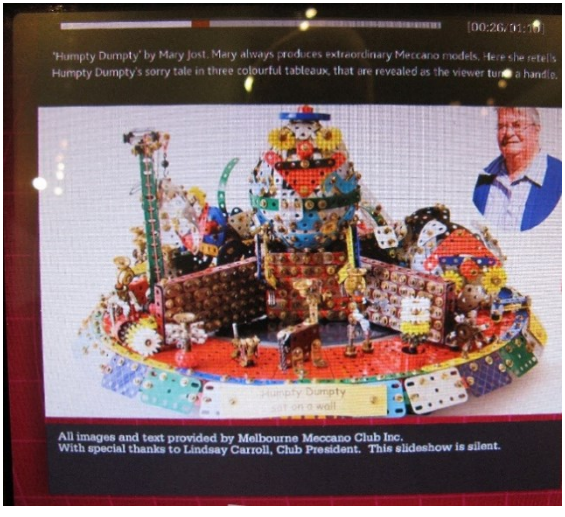 [00:26/01:10]
'Humpty Dumpty' by Mary Jost. Mary always produces extraordinary Meccano models. Here she retells
Humpty Dumpty's sorry tale in three colourful tableaux, that are revealed as the viewer turns a handle.
Humpty Dumpty
sat on a wall
All images and text provided by Melbourne Meccano Club Inc.
With special thanks to Lindsay Carroll, Club President. This slideshow is silent.